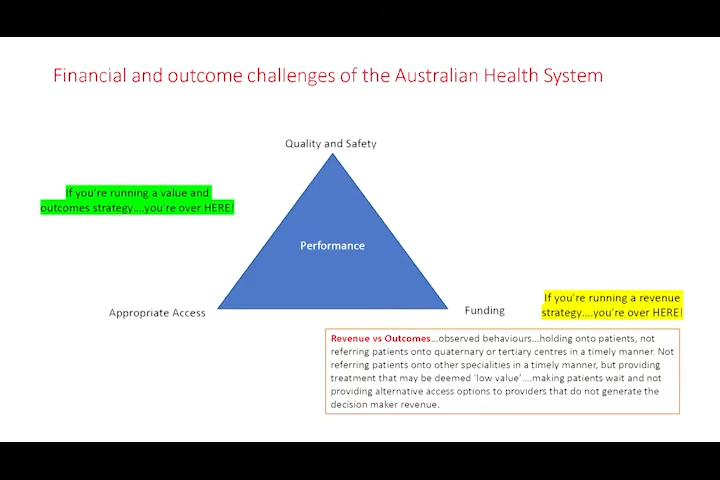 Financial and outcome challenges of the Australian Health System
Quality and Safety
If you're running a value and
outcomes strategy....you're over HERE!
Performance
Appropriate Access
Funding
If you're running a revenue
strategy....you're over HERE!
Revenue vs Outcomes...observed behaviours...holding onto patients, not
referring patients onto quaternary or tertiary centres in a timely manner. Not
referring patients onto other specialities in a timely manner, but providing
treatment that may be deemed 'low value'....making patients wait and not
providing alternative access options to providers that do not generate the
decision maker revenue.